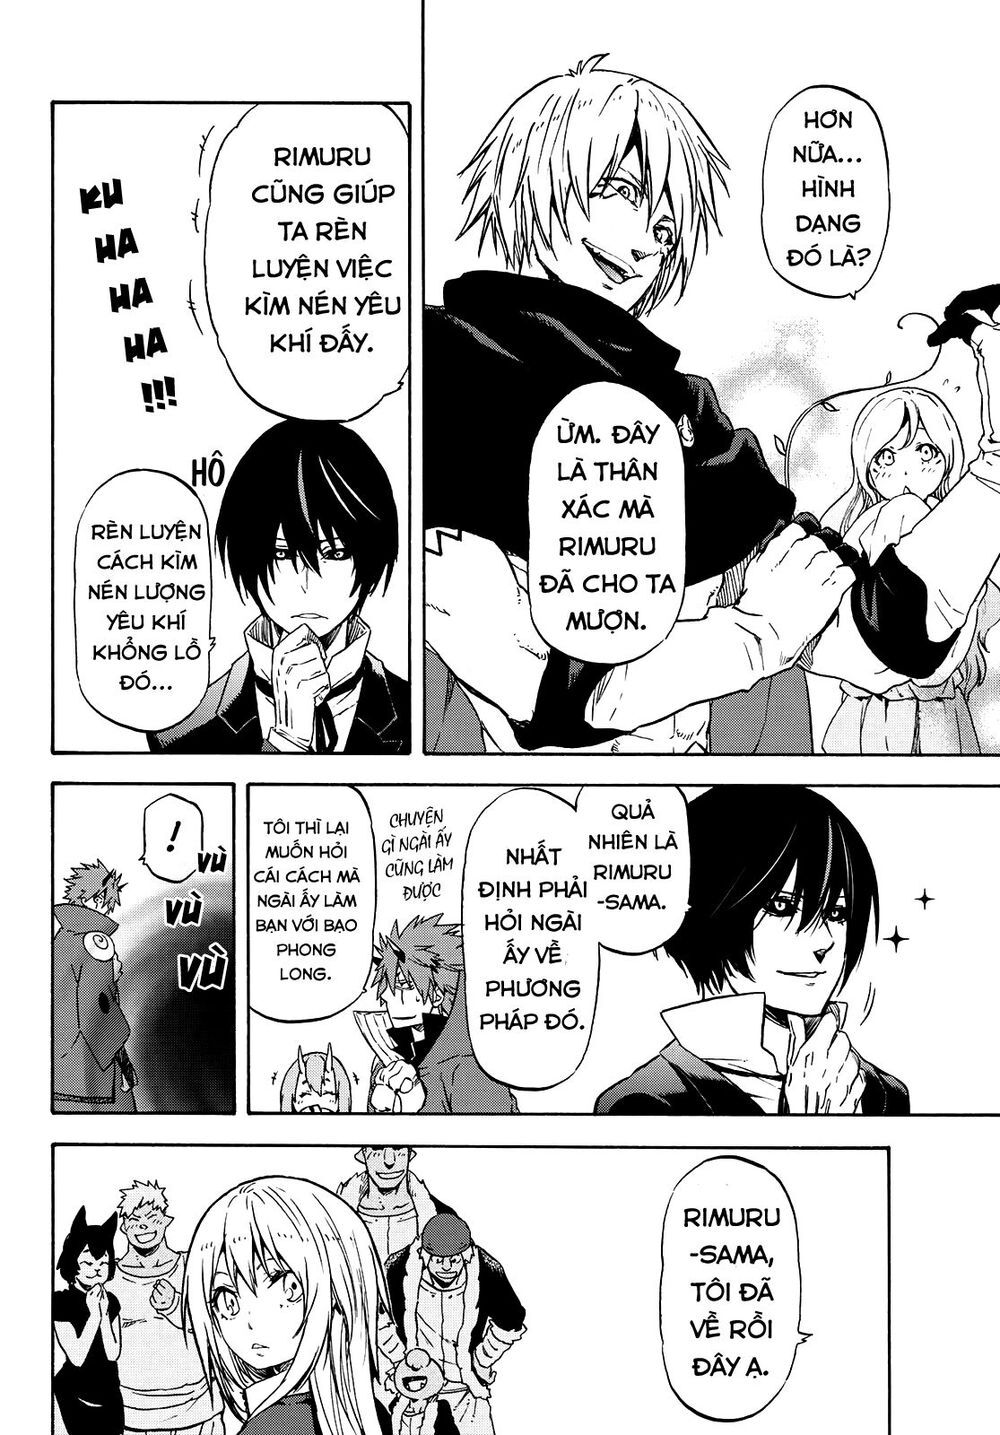 HƠN
NỮA...
HÌNH
DẠNG
ĐÓ LÀ?
ỪM. ĐÂY
LÀ THÂN
XÁC MÀ
RIMURU
ĐÃ CHO TA
MƯỢN.
RIMURU
CŨNG GIÚP
TA RÈN
LUYỆN VIỆC
KÌM NÉN YÊU
KHÍ ĐẤY.
KU
HA
HA
HA
!!!
HÔ
RÈN LUYỆN
CÁCH KÌM
NÉN LƯỢNG
YÊU KHÍ
KHỔNG LỒ
ĐÓ...
QUẢ
NHIÊN LÀ
RIMURU
-SAMA.
NHẤT
ĐỊNH PHẢI
HỎI NGÀI
ẤY VỀ
PHƯƠNG
PHÁP ĐÓ.
CHUYỆN
GÌ NGÀI ẤY
CŨNG LÀM
ĐƯỢC
TÔI THÌ LẠI
MUỐN HỎI
CÁI CÁCH MÀ
NGÀI ẤY LÀM
BẠN VỚI BẠO
PHONG
LONG.
!
VÙ
VÙ
VÙ
RIMURU
-SAMA,
TÔI ĐÃ
VỀ RỒI
ĐÂY Ạ.